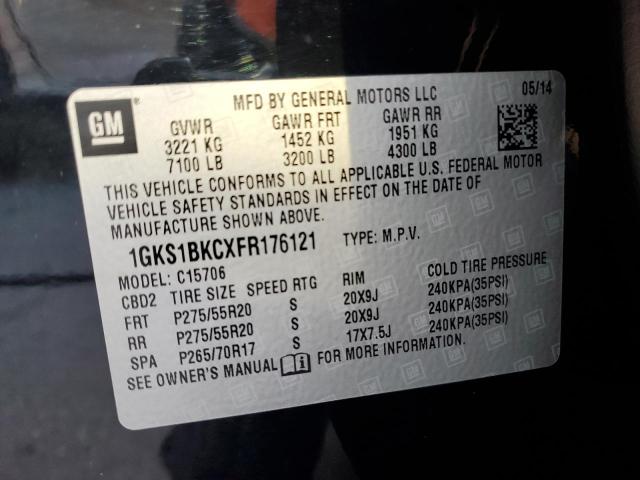 GM
MFD BY GENERAL MOTORS LLC 05/14
GVWR GAWR FRT GAWR RR
3221 KG 1452 KG 1951 KG
7100 LB 3200 LB 4300 LB
THIS VEHICLE CONFORMS TO ALL APPLICABLE U.S. FEDERAL MOTOR
VEHICLE SAFETY STANDARDS IN EFFECT ON THE DATE OF
MANUFACTURE SHOWN ABOVE.
1GKS1BKCXFR176121 TYPE: M.P.V.
MODEL: C15706
CBD2 TIRE SIZE SPEED RTG RIM COLD TIRE PRESSURE
FRT P275/55R20 S 20X9J 240KPA(35PSI)
RR P275/55R20 S 20X9J 240KPA(35PSI)
SPA P265/70R17 S 17X7.5J 240KPA(35PSI)
SEE OWNER'S MANUAL FOR MORE INFORMATION.